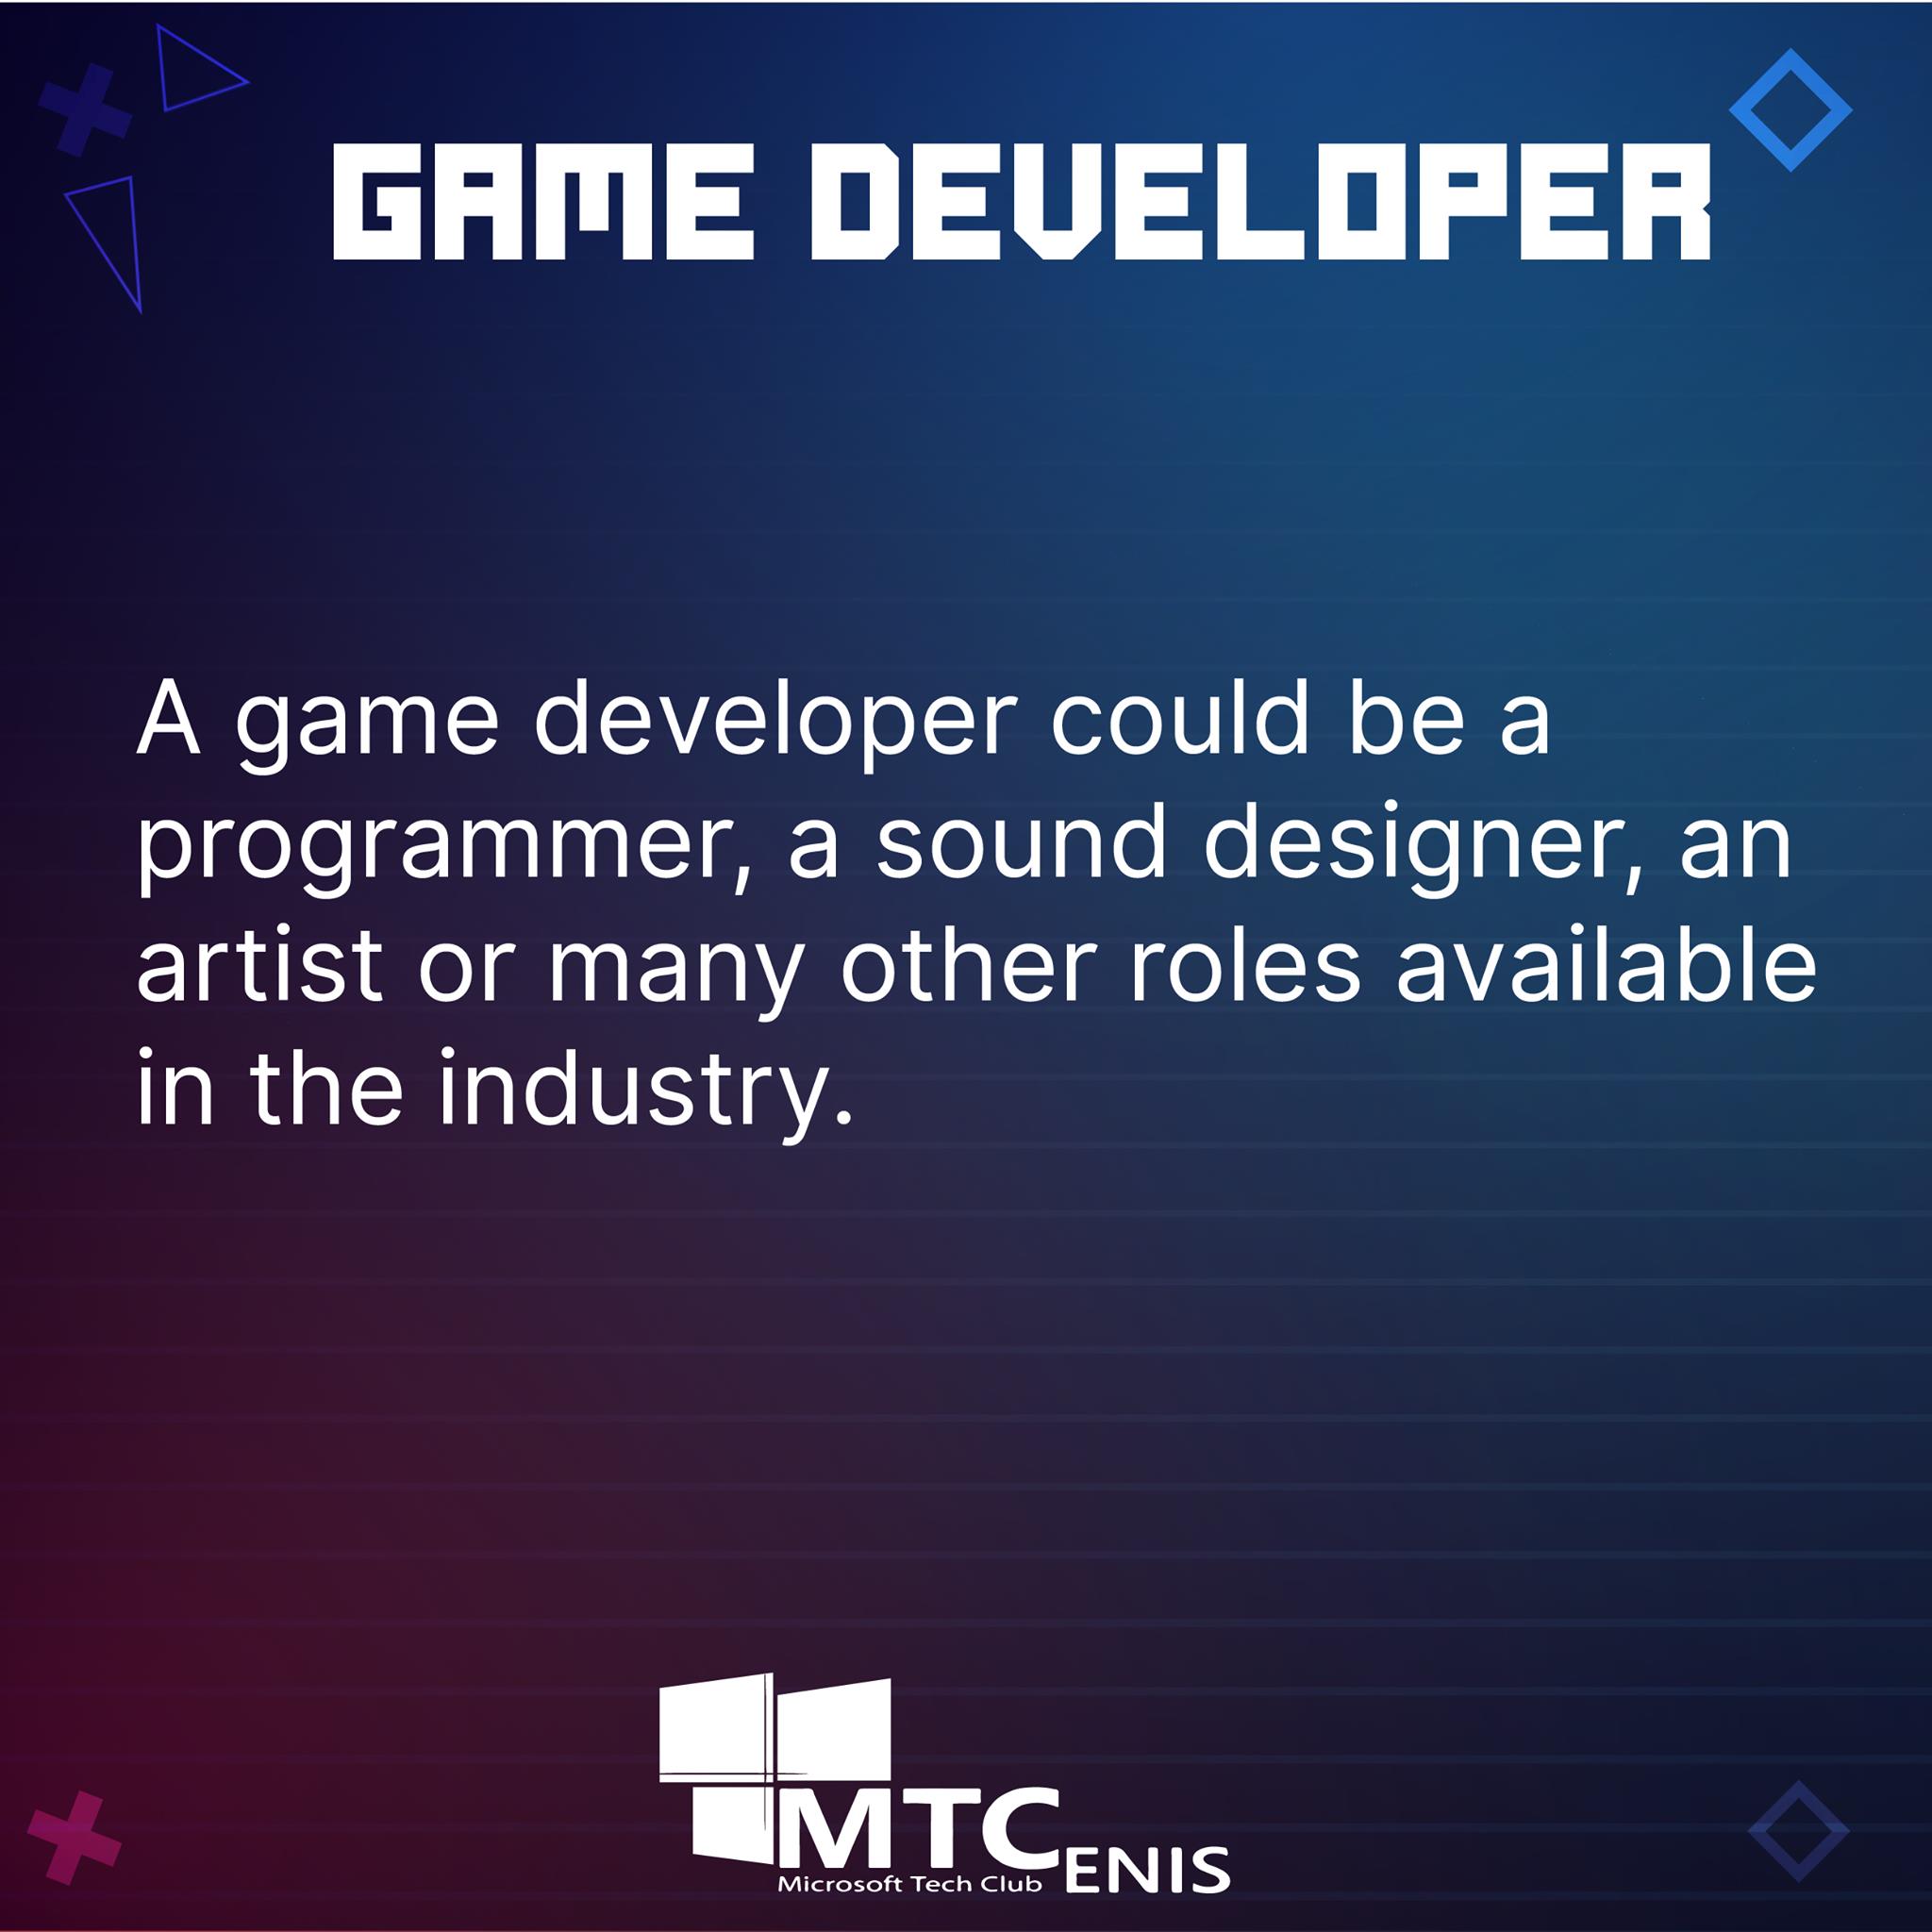 GAME DEVELOPER
A game developer could be a
programmer, a sound designer, an
artist or many other roles available
in the industry.
MTC ENIS
Microsoft Tech Club